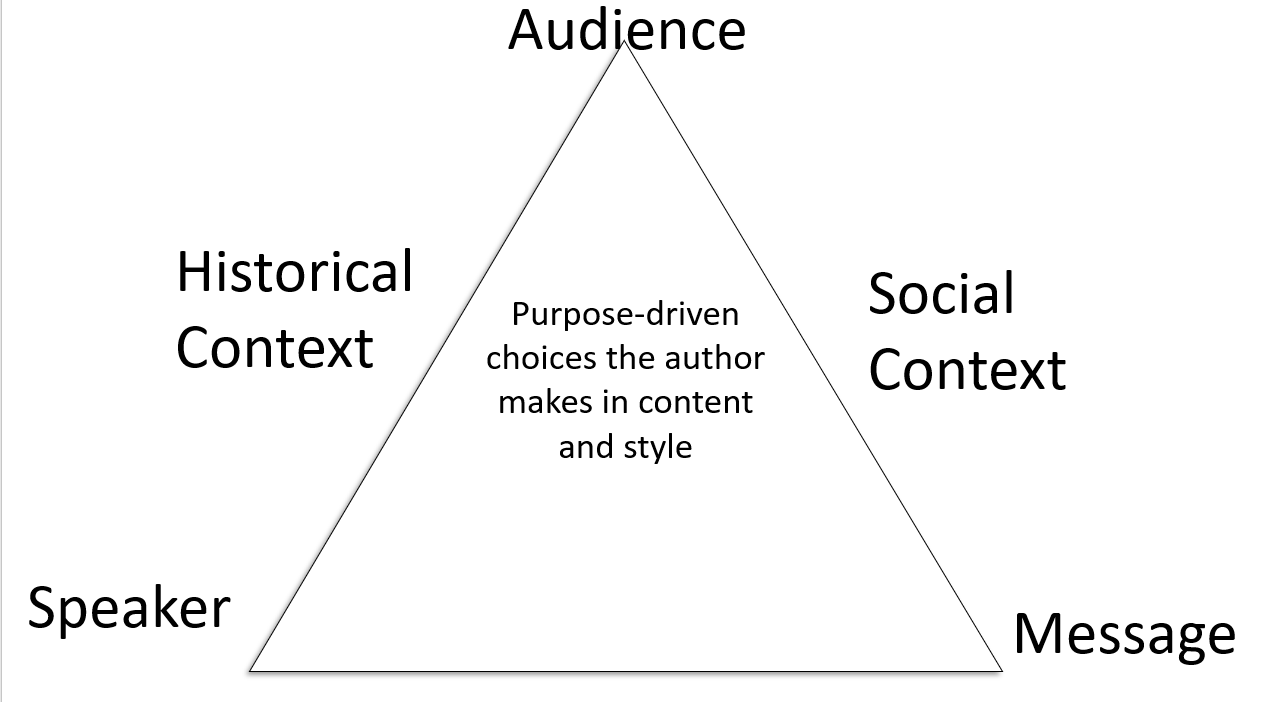 Audience
Historical
Context
Social
Context
Purpose-driven
choices the author
makes in content
and style
Speaker
Message